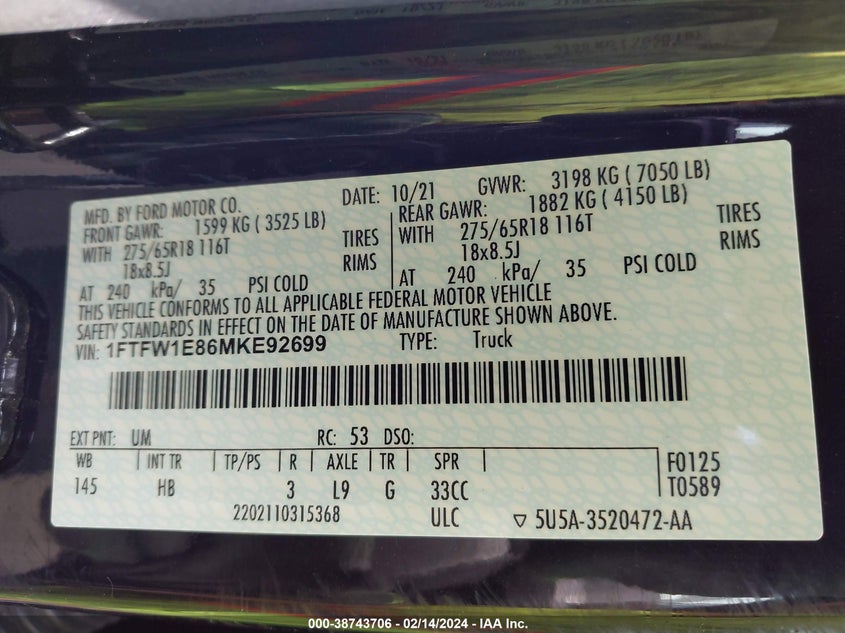 MFD. BY FORD MOTOR CO. DATE: 10/21 GVWR: 3198 KG ( 7050 LB)
FRONT GAWR: 1599 KG ( 3525 LB) REAR GAWR: 1882 KG ( 4150 LB)
WITH 275/65R18 116T TIRES WITH 275/65R18 116T TIRES
18x8.5J RIMS 18x8.5J RIMS
AT 240 kPa/ 35 PSI COLD AT 240 kPa/ 35 PSI COLD
THIS VEHICLE CONFORMS TO ALL APPLICABLE FEDERAL MOTOR VEHICLE
SAFETY STANDARDS IN EFFECT ON THE DATE OF MANUFACTURE SHOWN ABOVE.
VIN: 1FTFW1E86MKE92699 TYPE: Truck
EXT PNT: UM RC: 53 DSO:
WB INT TR TP/PS R AXLE TR SPR F0125
145 HB 3 L9 G 33CC T0589
2202110315368 ULC ▽ 5U5A-3520472-AA
000-38743706 - 02/14/2024 - IAA Inc.